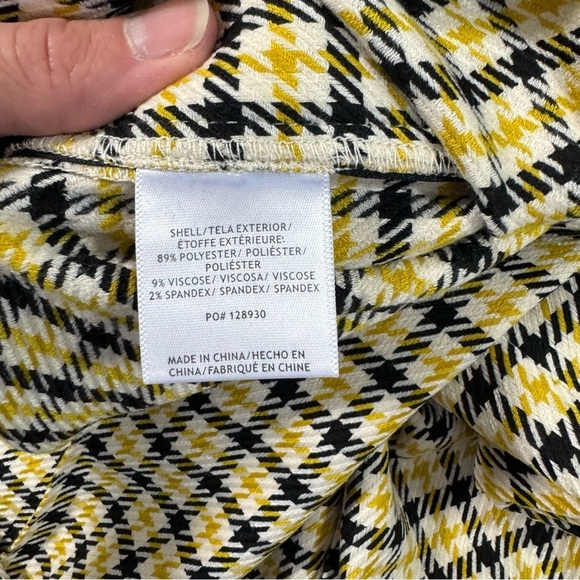 SHELL/TELA EXTERIOR/
ÉTOFFE EXTÉRIEURE:
89% POLYESTER/ POLIÉSTER/
POLIÉSTER
9% VISCOSE/ VISCOSA/ VISCOSE
2% SPANDEX/ SPANDEX/ SPANDEX
PO# 128930
MADE IN CHINA/HECHO EN
CHINA/FABRIQUÉ EN CHINE